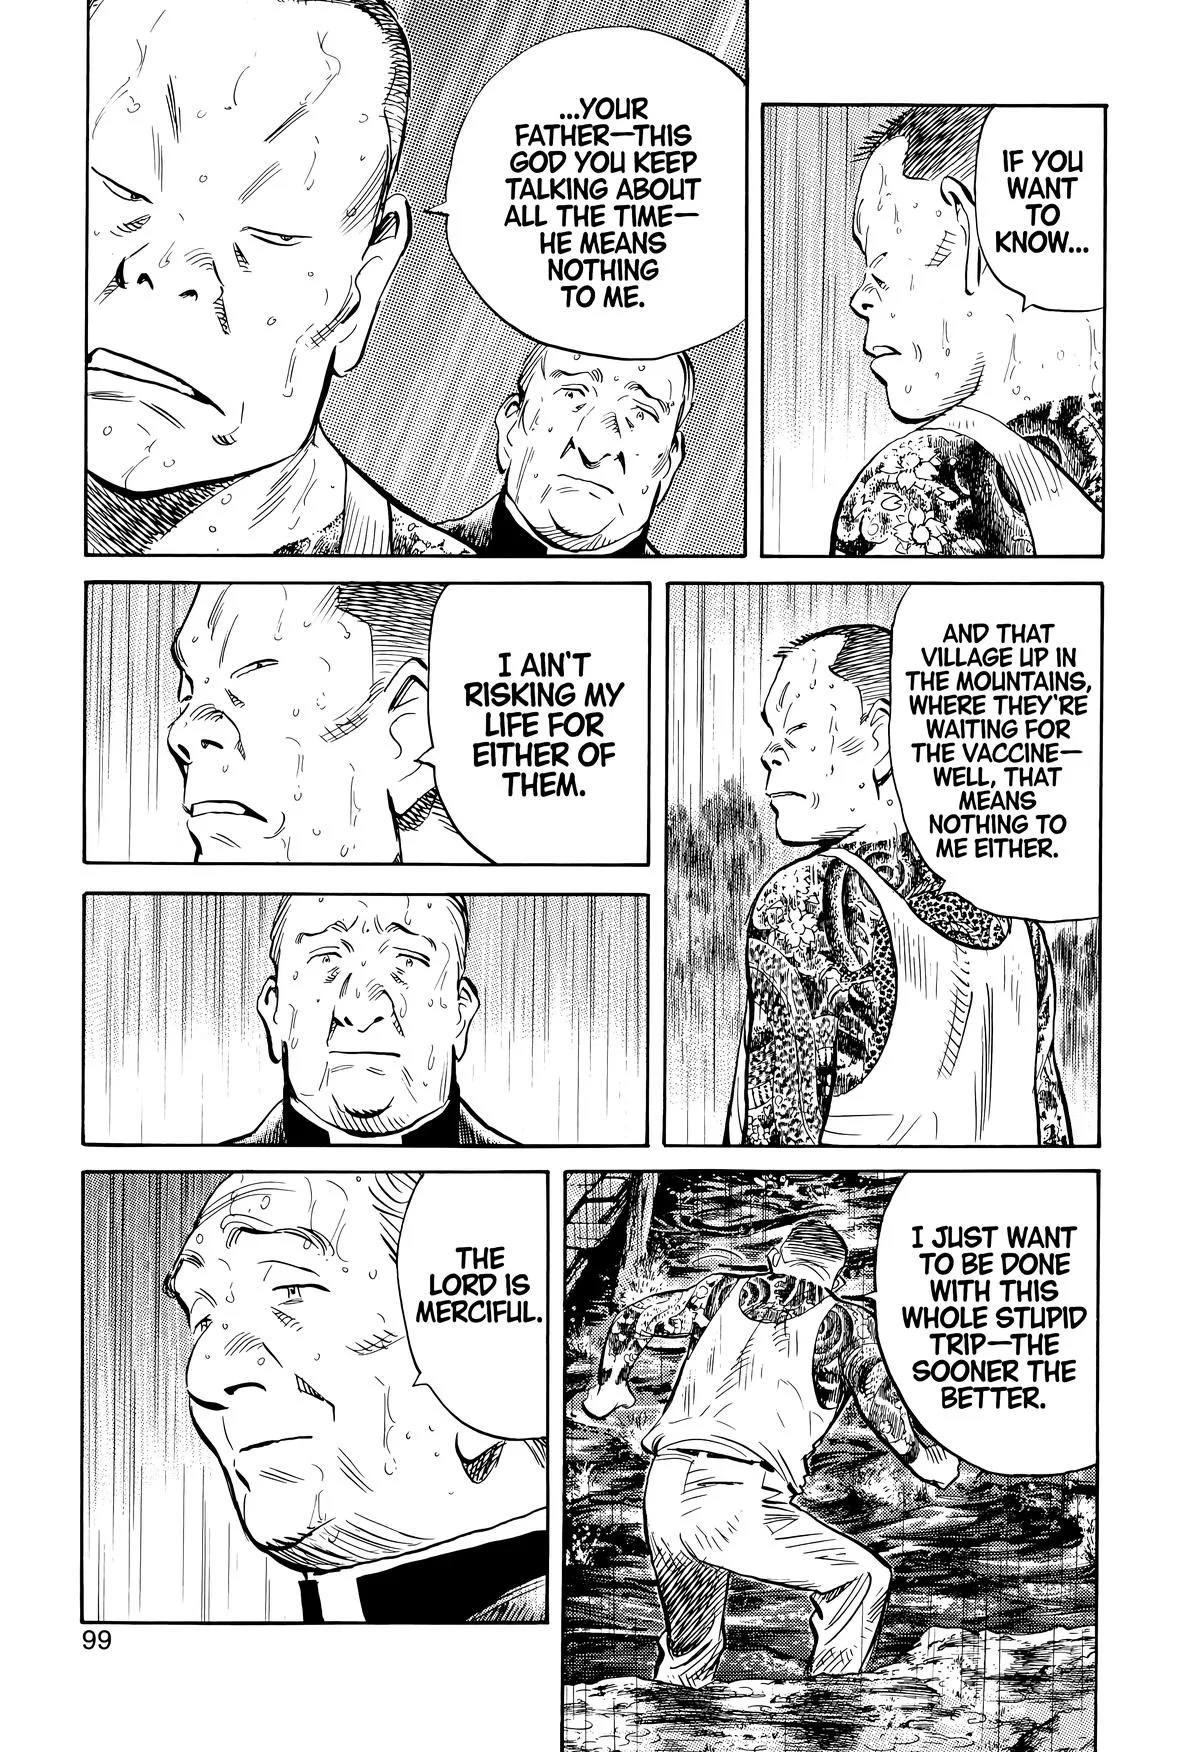 IF YOU
WANT
TO
KNOW...
...YOUR
FATHER—THIS
GOD YOU KEEP
TALKING ABOUT
ALL THE TIME—
HE MEANS
NOTHING
TO ME.
AND THAT
VILLAGE UP IN
THE MOUNTAINS,
WHERE THEY'RE
WAITING FOR
THE VACCINE—
WELL, THAT
MEANS
NOTHING TO
ME EITHER.
I AIN'T
RISKING MY
LIFE FOR
EITHER OF
THEM.
I JUST WANT
TO BE DONE
WITH THIS
WHOLE STUPID
TRIP—THE
SOONER THE
BETTER.
THE
LORD IS
MERCIFUL.
99